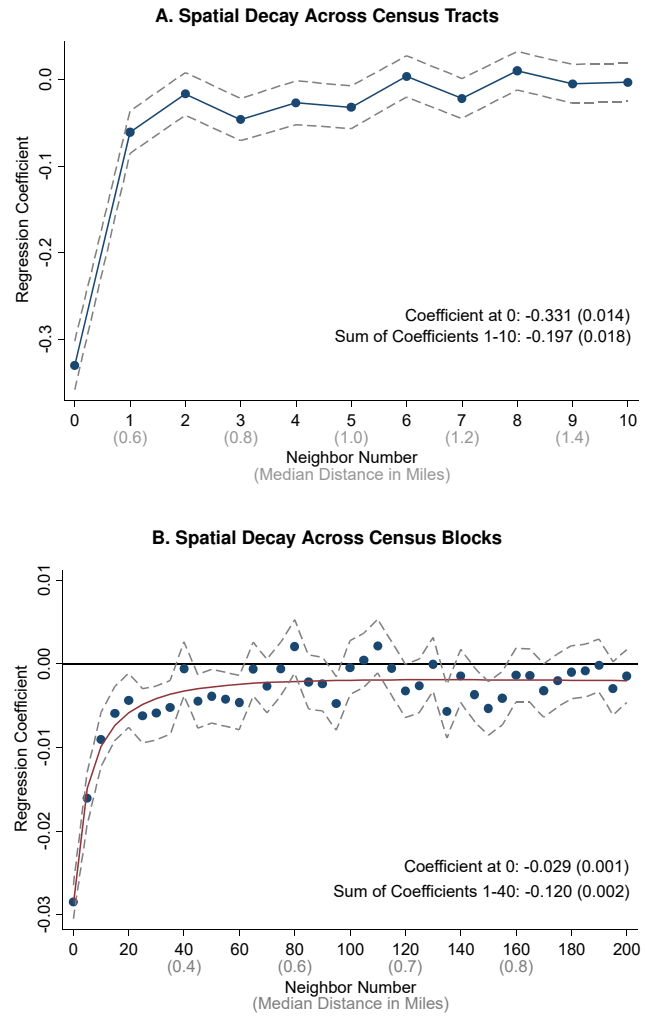 A. Spatial Decay Across Census Tracts
Regression Coefficient
0.0
-0.1
-0.2
-0.3
Coefficient at 0: -0.331 (0.014)
Sum of Coefficients 1-10: -0.197 (0.018)
0 1 2 3 4 5 6 7 8 9 10
(0.6) (0.8) (1.0) (1.2) (1.4)
Neighbor Number
(Median Distance in Miles)
B. Spatial Decay Across Census Blocks
Regression Coefficient
0.01
0.00
-0.01
-0.02
-0.03
Coefficient at 0: -0.029 (0.001)
Sum of Coefficients 1-40: -0.120 (0.002)
0 20 40 60 80 100 120 140 160 180 200
(0.4) (0.6) (0.7) (0.8)
Neighbor Number
(Median Distance in Miles)